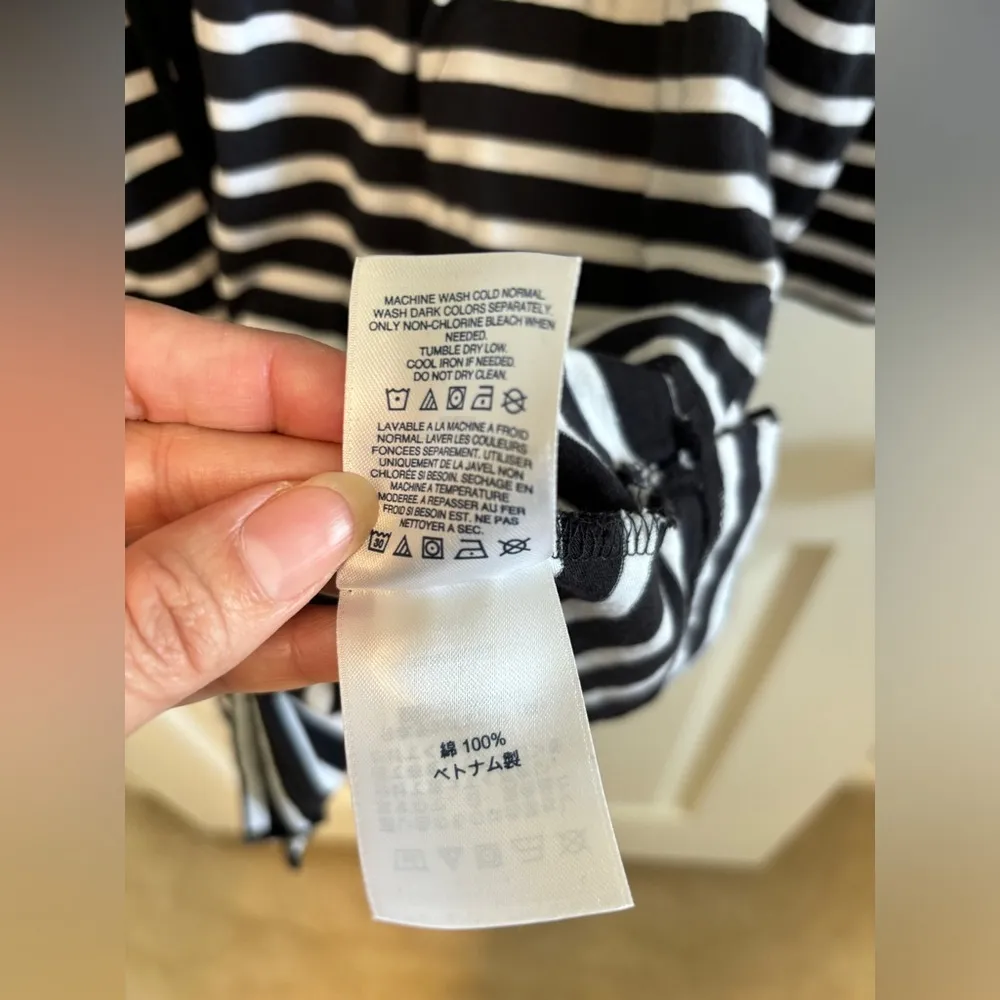 MACHINE WASH COLD NORMAL.
WASH DARK COLORS SEPARATELY.
ONLY NON-CHLORINE BLEACH WHEN
NEEDED.
TUMBLE DRY LOW.
COOL IRON IF NEEDED.
DO NOT DRY CLEAN.
LAVABLE A LA MACHINE A FROID
NORMAL. LAVER LES COULEURS
FONCEES SEPAREMENT. UTILISER
UNIQUEMENT DE LA JAVEL NON
CHLORÉE SI BESOIN. SECHAGE EN
MACHINE A TEMPERATURE
MODEREE. A REPASSER AU FER
FROID SI BESOIN EST. NE PAS
NETTOYER A SEC.
30
綿 100%
ベトナム製